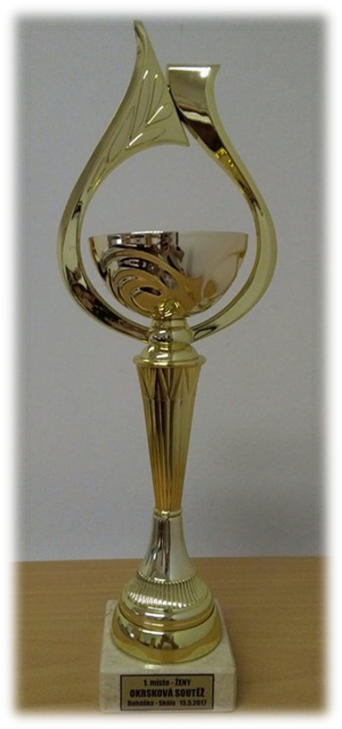 1. místo - ŽENY
OKRSKOVÁ SOUTĚŽ
- 13.5.2017